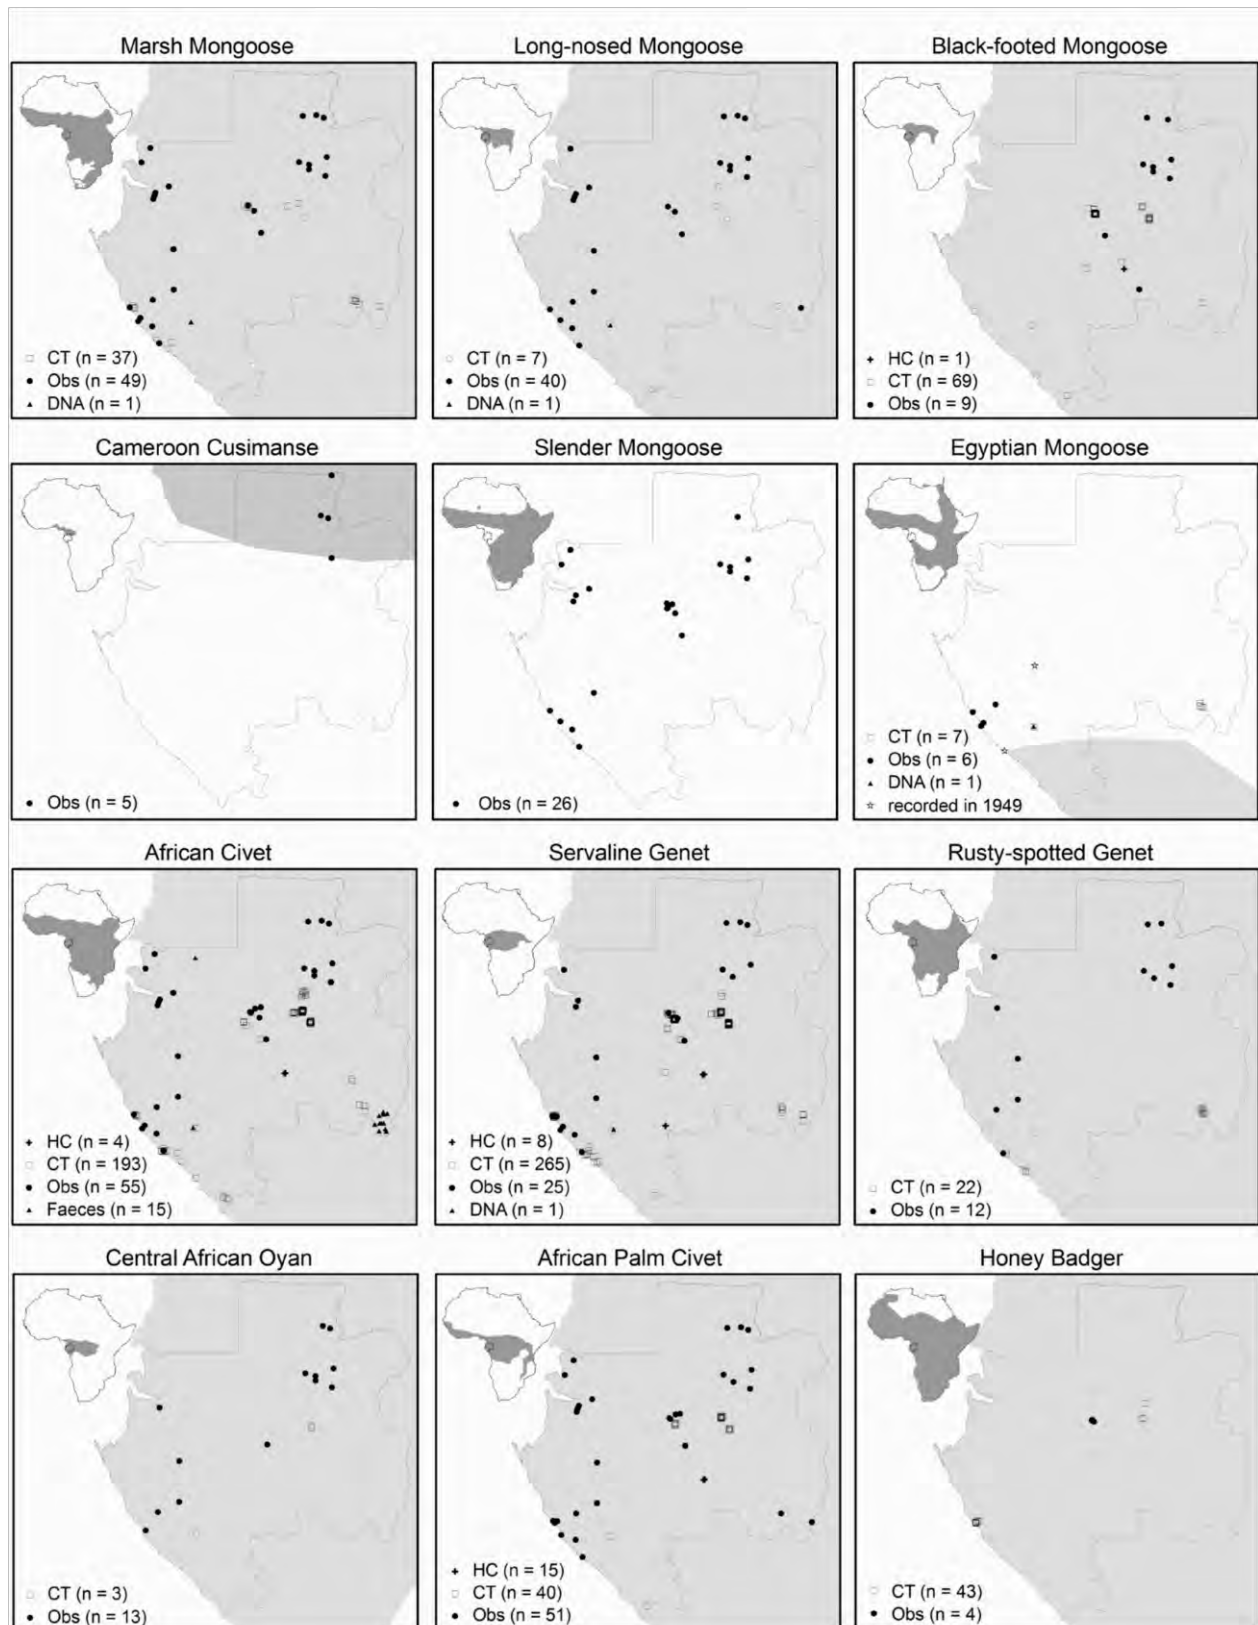 Marsh Mongoose
CT (n = 37)
Obs (n = 49)
DNA (n = 1)
Long-nosed Mongoose
CT (n = 7)
Obs (n = 40)
DNA (n = 1)
Black-footed Mongoose
HC (n = 1)
CT (n = 69)
Obs (n = 9)
Cameroon Cusimanse
Obs (n = 5)
Slender Mongoose
Obs (n = 26)
Egyptian Mongoose
CT (n = 7)
Obs (n = 6)
DNA (n = 1)
recorded in 1949
African Civet
HC (n = 4)
CT (n = 193)
Obs (n = 55)
Faeces (n = 15)
Servaline Genet
HC (n = 8)
CT (n = 265)
Obs (n = 25)
DNA (n = 1)
Rusty-spotted Genet
CT (n = 22)
Obs (n = 12)
Central African Oyan
CT (n = 3)
Obs (n = 13)
African Palm Civet
HC (n = 15)
CT (n = 40)
Obs (n = 51)
Honey Badger
CT (n = 43)
Obs (n = 4)